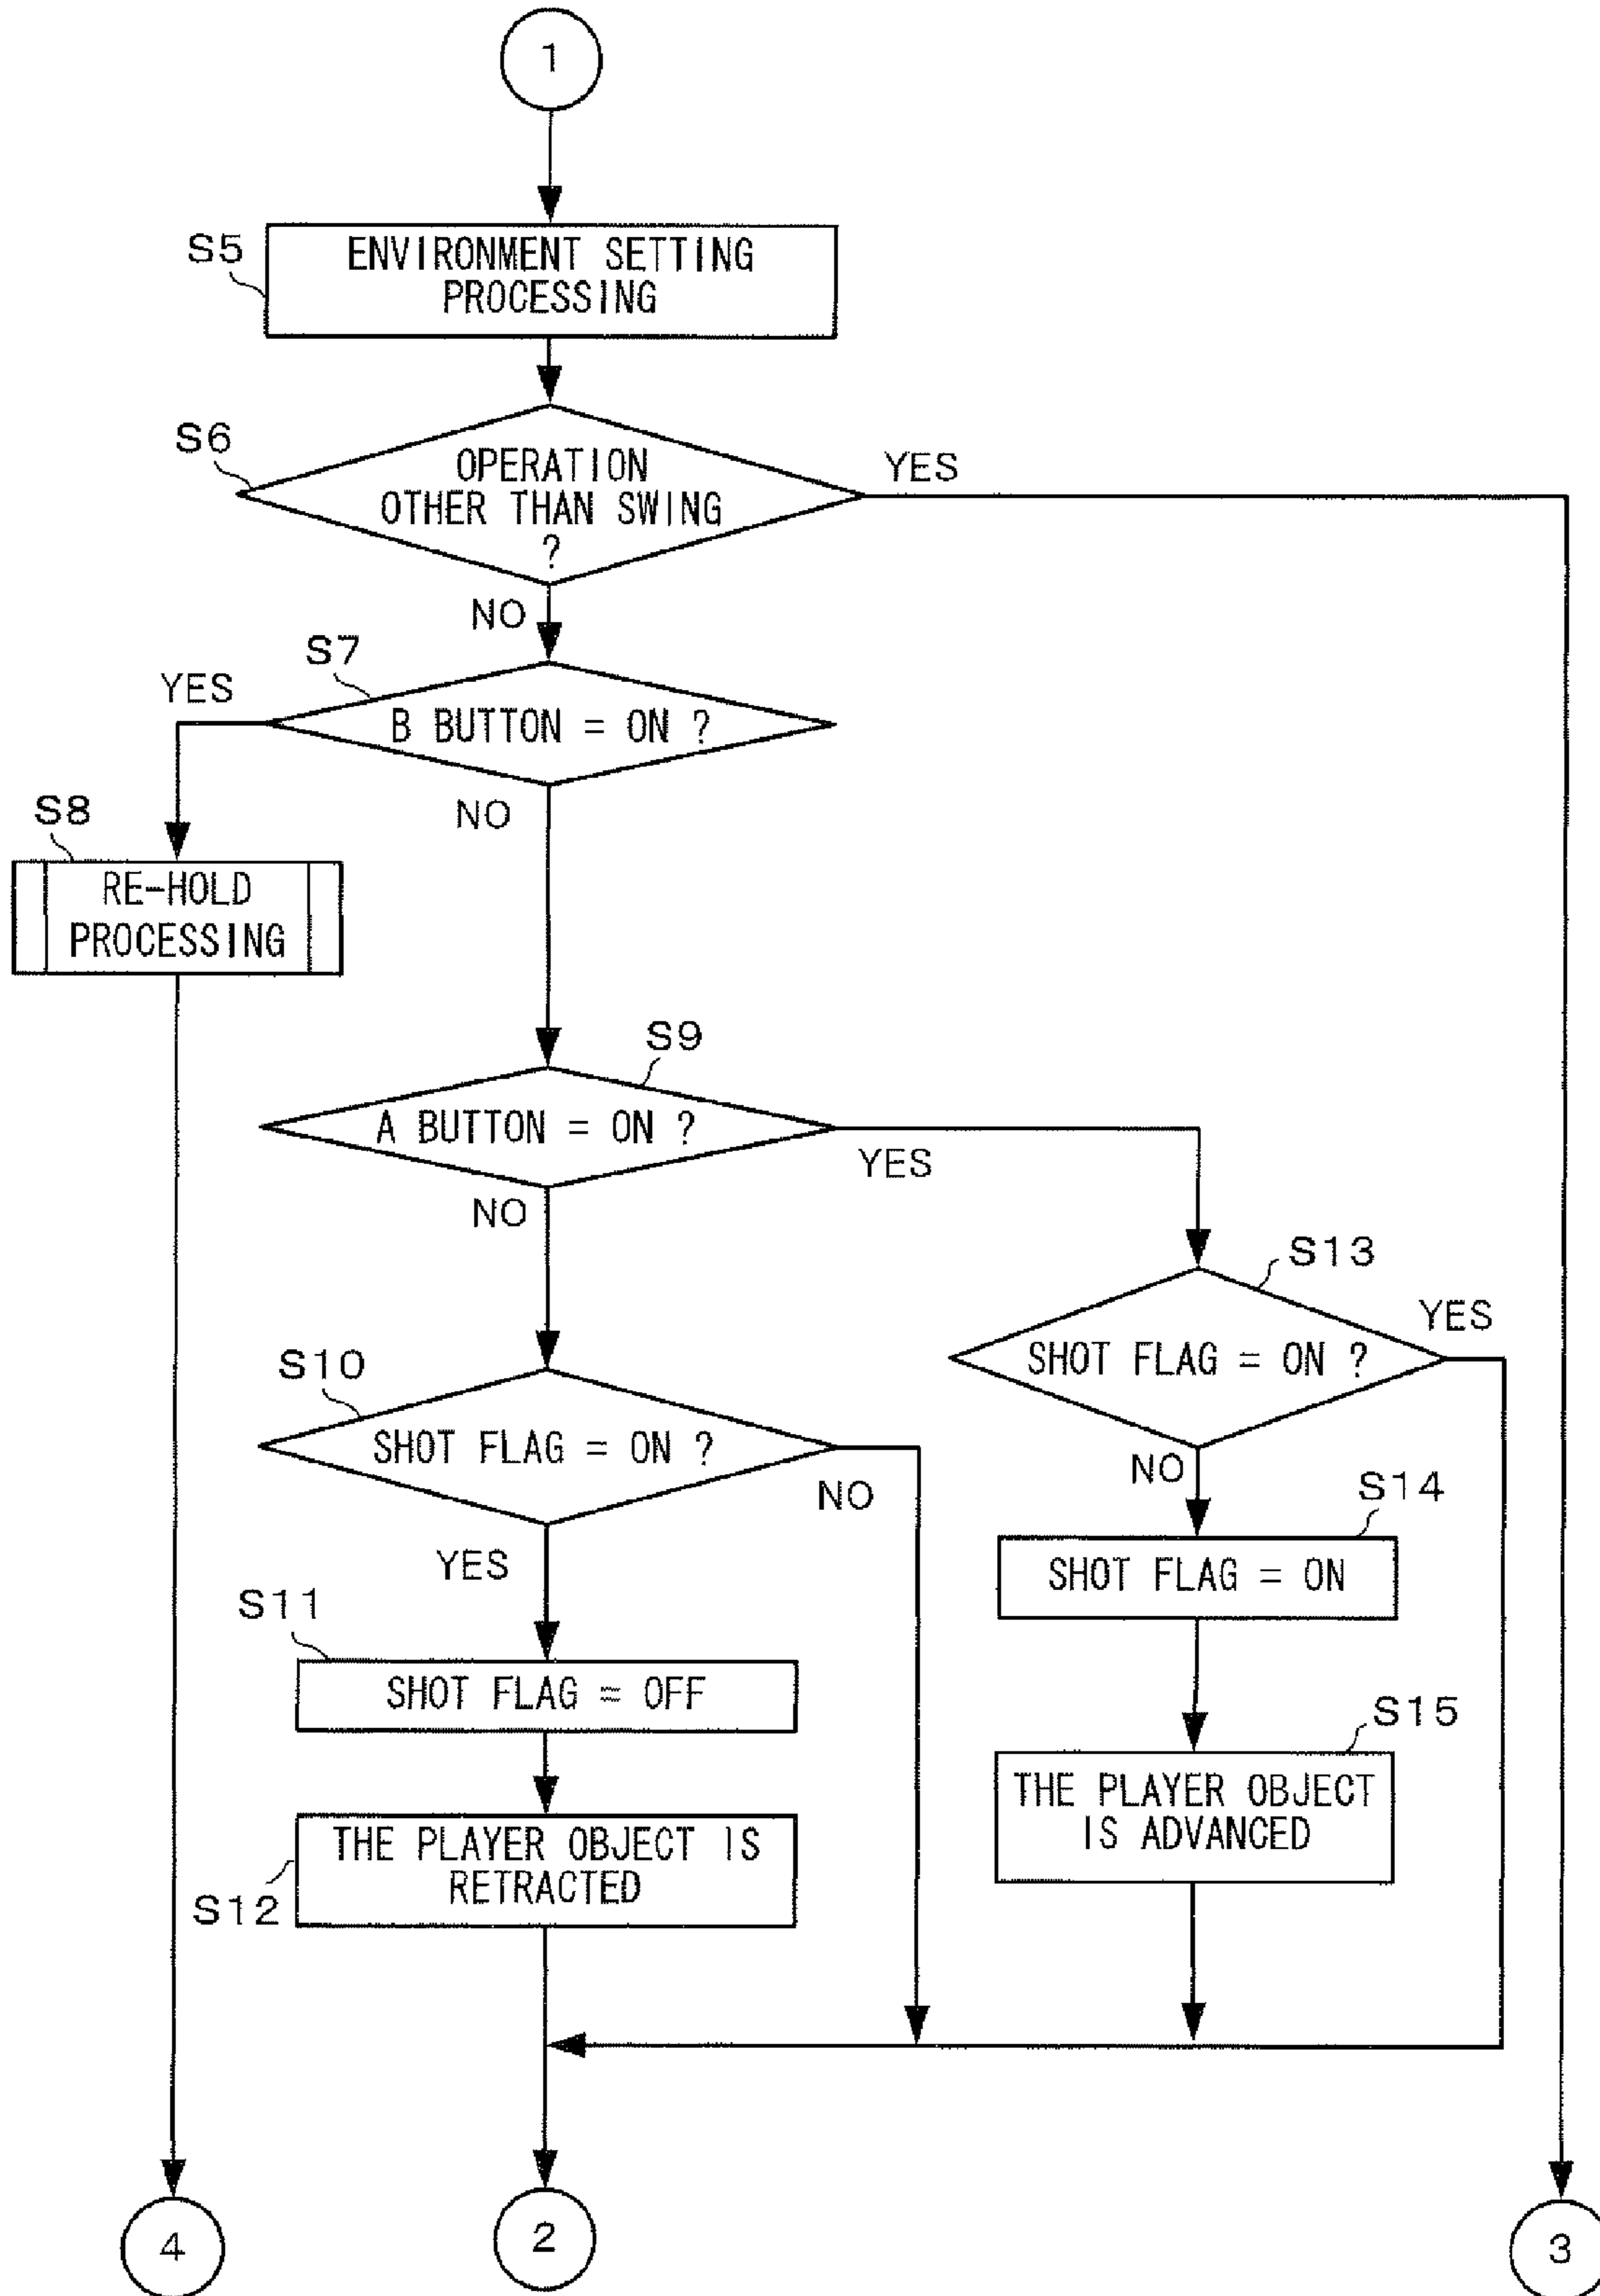 1
S5
ENVIRONMENT SETTING
PROCESSING
S6
OPERATION
OTHER THAN SWING
?
YES
NO
S7
YES
B BUTTON = ON ?
NO
S8
RE-HOLD
PROCESSING
S9
A BUTTON = ON ?
YES
NO
S13
SHOT FLAG = ON ?
YES
NO
S10
SHOT FLAG = ON ?
NO
YES
S14
SHOT FLAG = ON
S11
SHOT FLAG = OFF
S15
THE PLAYER OBJECT
IS ADVANCED
THE PLAYER OBJECT IS
RETRACTED
S12
4
2
3